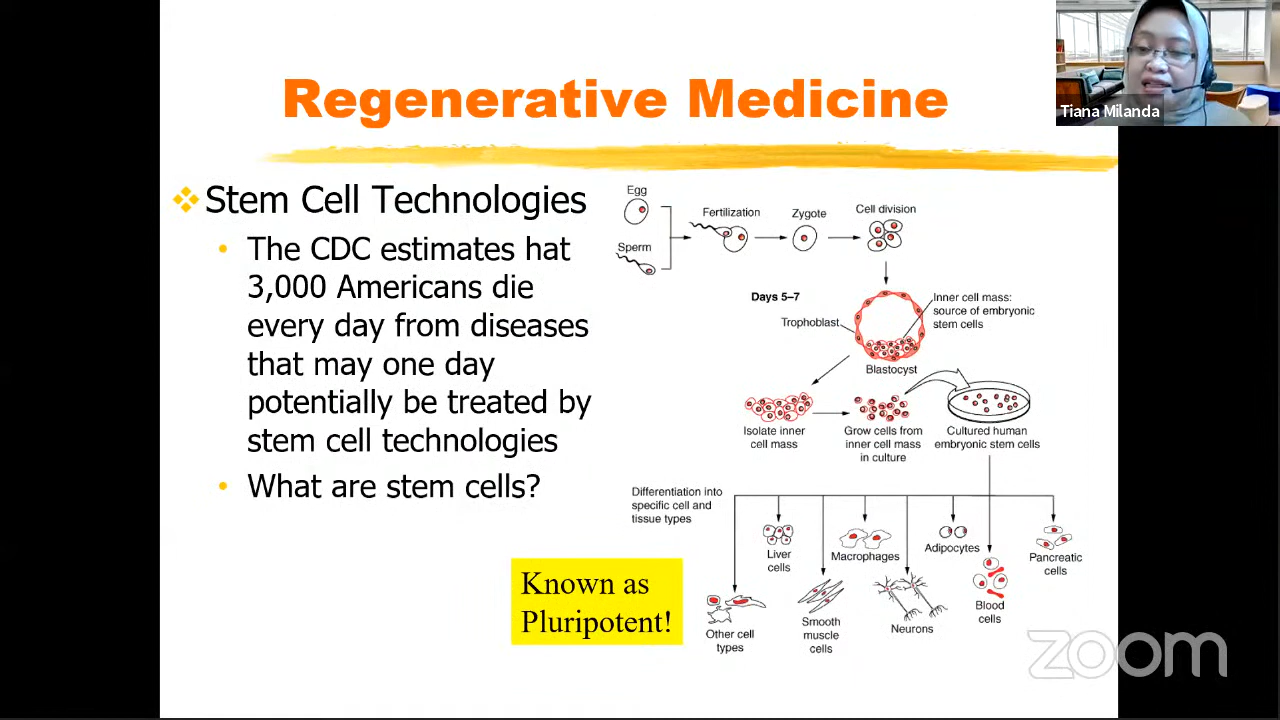 Regenerative Medicine
Tiana Milanda
Stem Cell Technologies
• The CDC estimates hat
3,000 Americans die
every day from diseases
that may one day
potentially be treated by
stem cell technologies
• What are stem cells?
Known as
Pluripotent!
Egg
Sperm
Fertilization
Zygote
Cell division
Days 5–7
Trophoblast
Inner cell mass:
source of embryonic
stem cells
Blastocyst
Isolate inner
cell mass
Grow cells from
inner cell mass
in culture
Cultured human
embryonic stem cells
Differentiation into
specific cell and
tissue types
Liver
cells
Macrophages
Adipocytes
Pancreatic
cells
Other cell
types
Smooth
muscle
cells
Neurons
Blood
cells
zoom